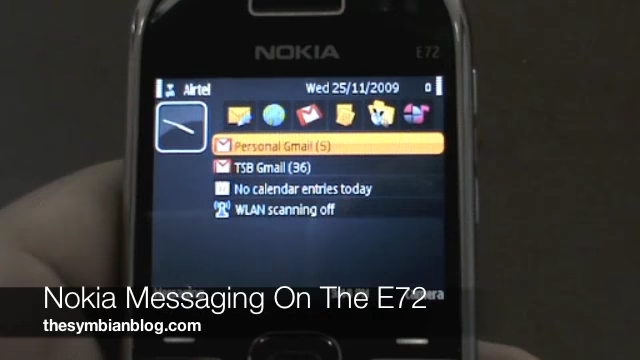 NOKIA E72
Airtel Wed 25/11/2009
Personal Gmail (5)
TSB Gmail (36)
No calendar entries today
WLAN scanning off
Nokia Messaging On The E72
thesymbianblog.com